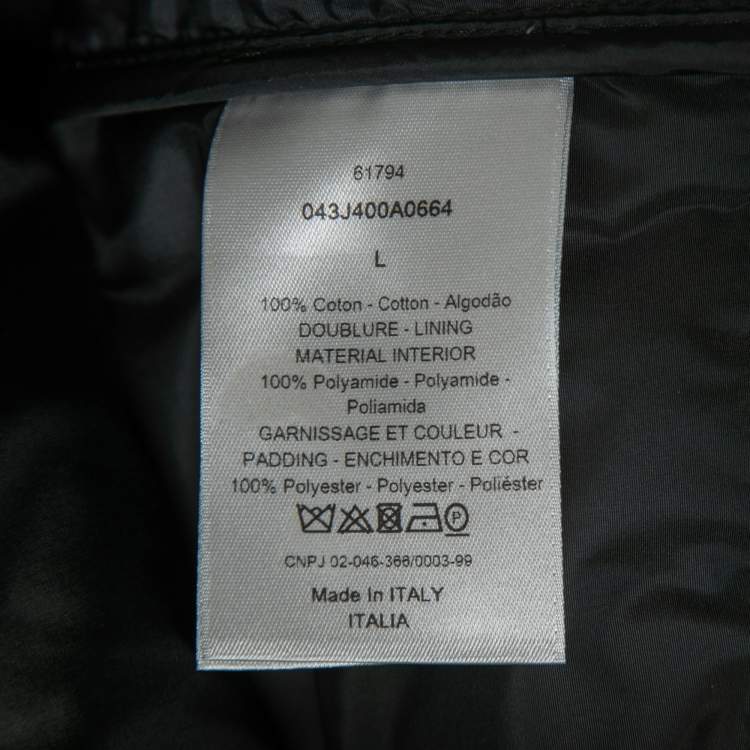 61794
043J400A0664
L
100% Coton - Cotton - Algodão
DOUBLURE - LINING
MATERIAL INTERIOR
100% Polyamide - Polyamide -
Poliamida
GARNISSAGE ET COULEUR -
PADDING - ENCHIMENTO E COR
100% Polyester - Polyester - Poliéster
P
CNPJ 02-046-366/0003-99
Made In ITALY
ITALIA